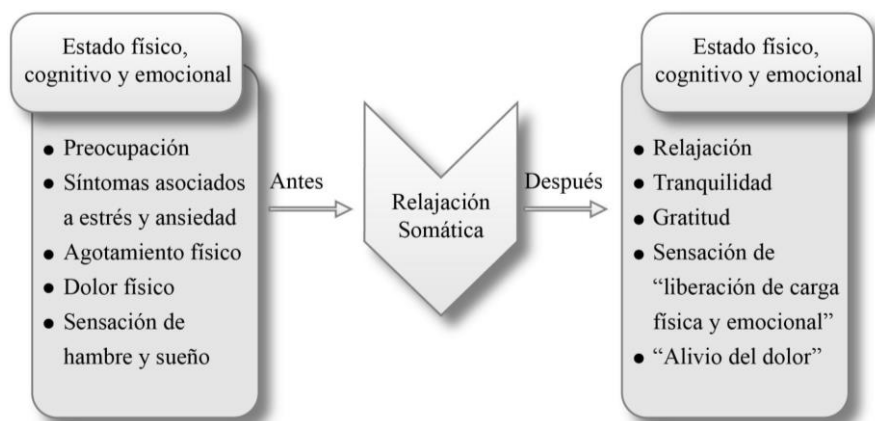 Estado físico,
cognitivo y emocional
● Preocupación
● Síntomas asociados
a estrés y ansiedad
● Agotamiento físico
● Dolor físico
● Sensación de
hambre y sueño
Antes
Relajación
Somática
Después
Estado físico,
cognitivo y emocional
● Relajación
● Tranquilidad
● Gratitud
● Sensación de
“liberación de carga
física y emocional”
● “Alivio del dolor”